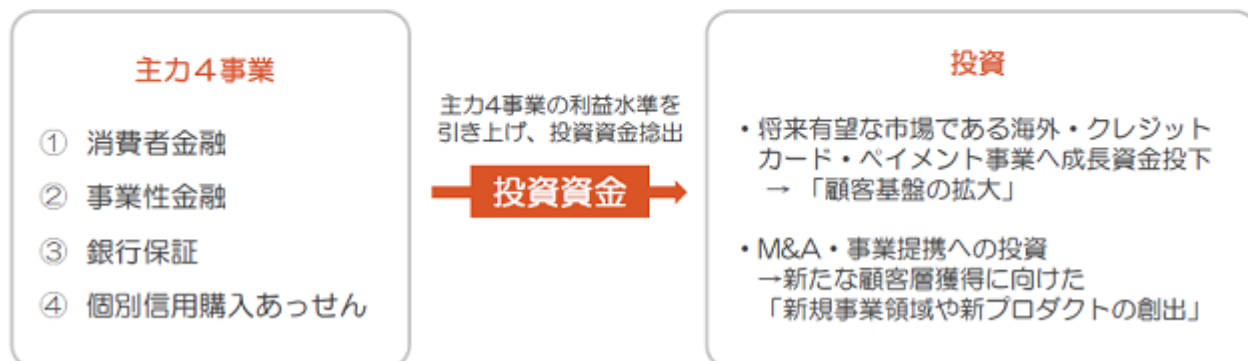 主力4事業
① 消費者金融
② 事業性金融
③ 銀行保証
④ 個別信用購入あっせん
主力4事業の利益水準を
引き上げ、投資資金捻出
投資資金
投資
・将来有望な市場である海外・クレジット
カード・ペイメント事業へ成長資金投下
→ 「顧客基盤の拡大」
・M&A・事業提携への投資
→新たな顧客層獲得に向けた
「新規事業領域や新プロダクトの創出」